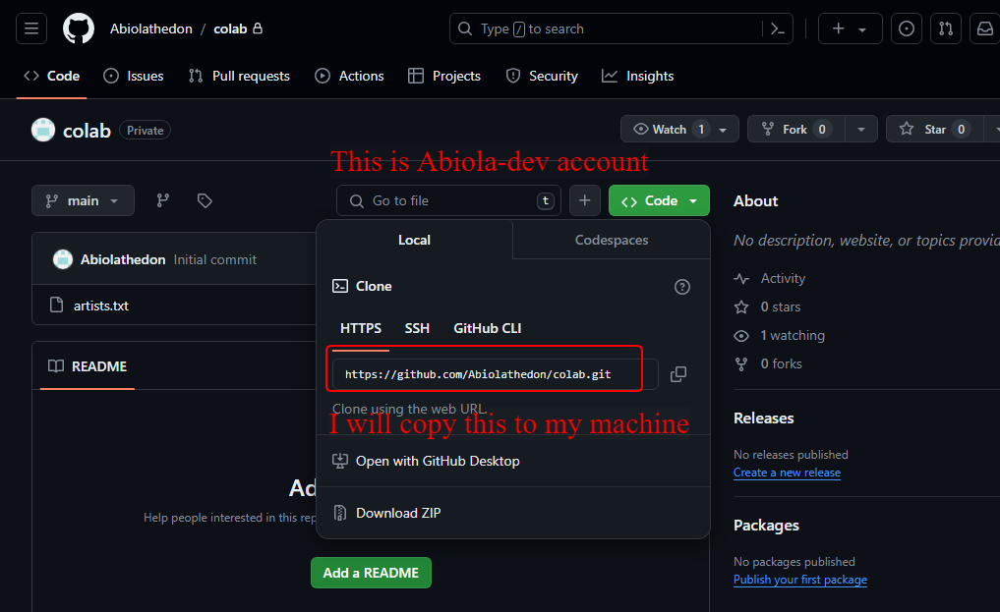 Abiolathedon / colab
Type / to search
Code Issues Pull requests Actions Projects Security Insights
colab Private
Watch 1 Fork 0 Star 0
This is Abiola-dev account
main Go to file t + Code
Local Codespaces
Abiolathedon Initial commit
artists.txt
README
Clone
HTTPS SSH GitHub CLI
https://github.com/Abiolathedon/colab.git
Clone using the web URL.
I will copy this to my machine
Open with GitHub Desktop
Download ZIP
Ad
Help people interested in this rep
Add a README
About
No description, website, or topics provid
Activity
0 stars
1 watching
0 forks
Releases
No releases published
Create a new release
Packages
No packages published
Publish your first package